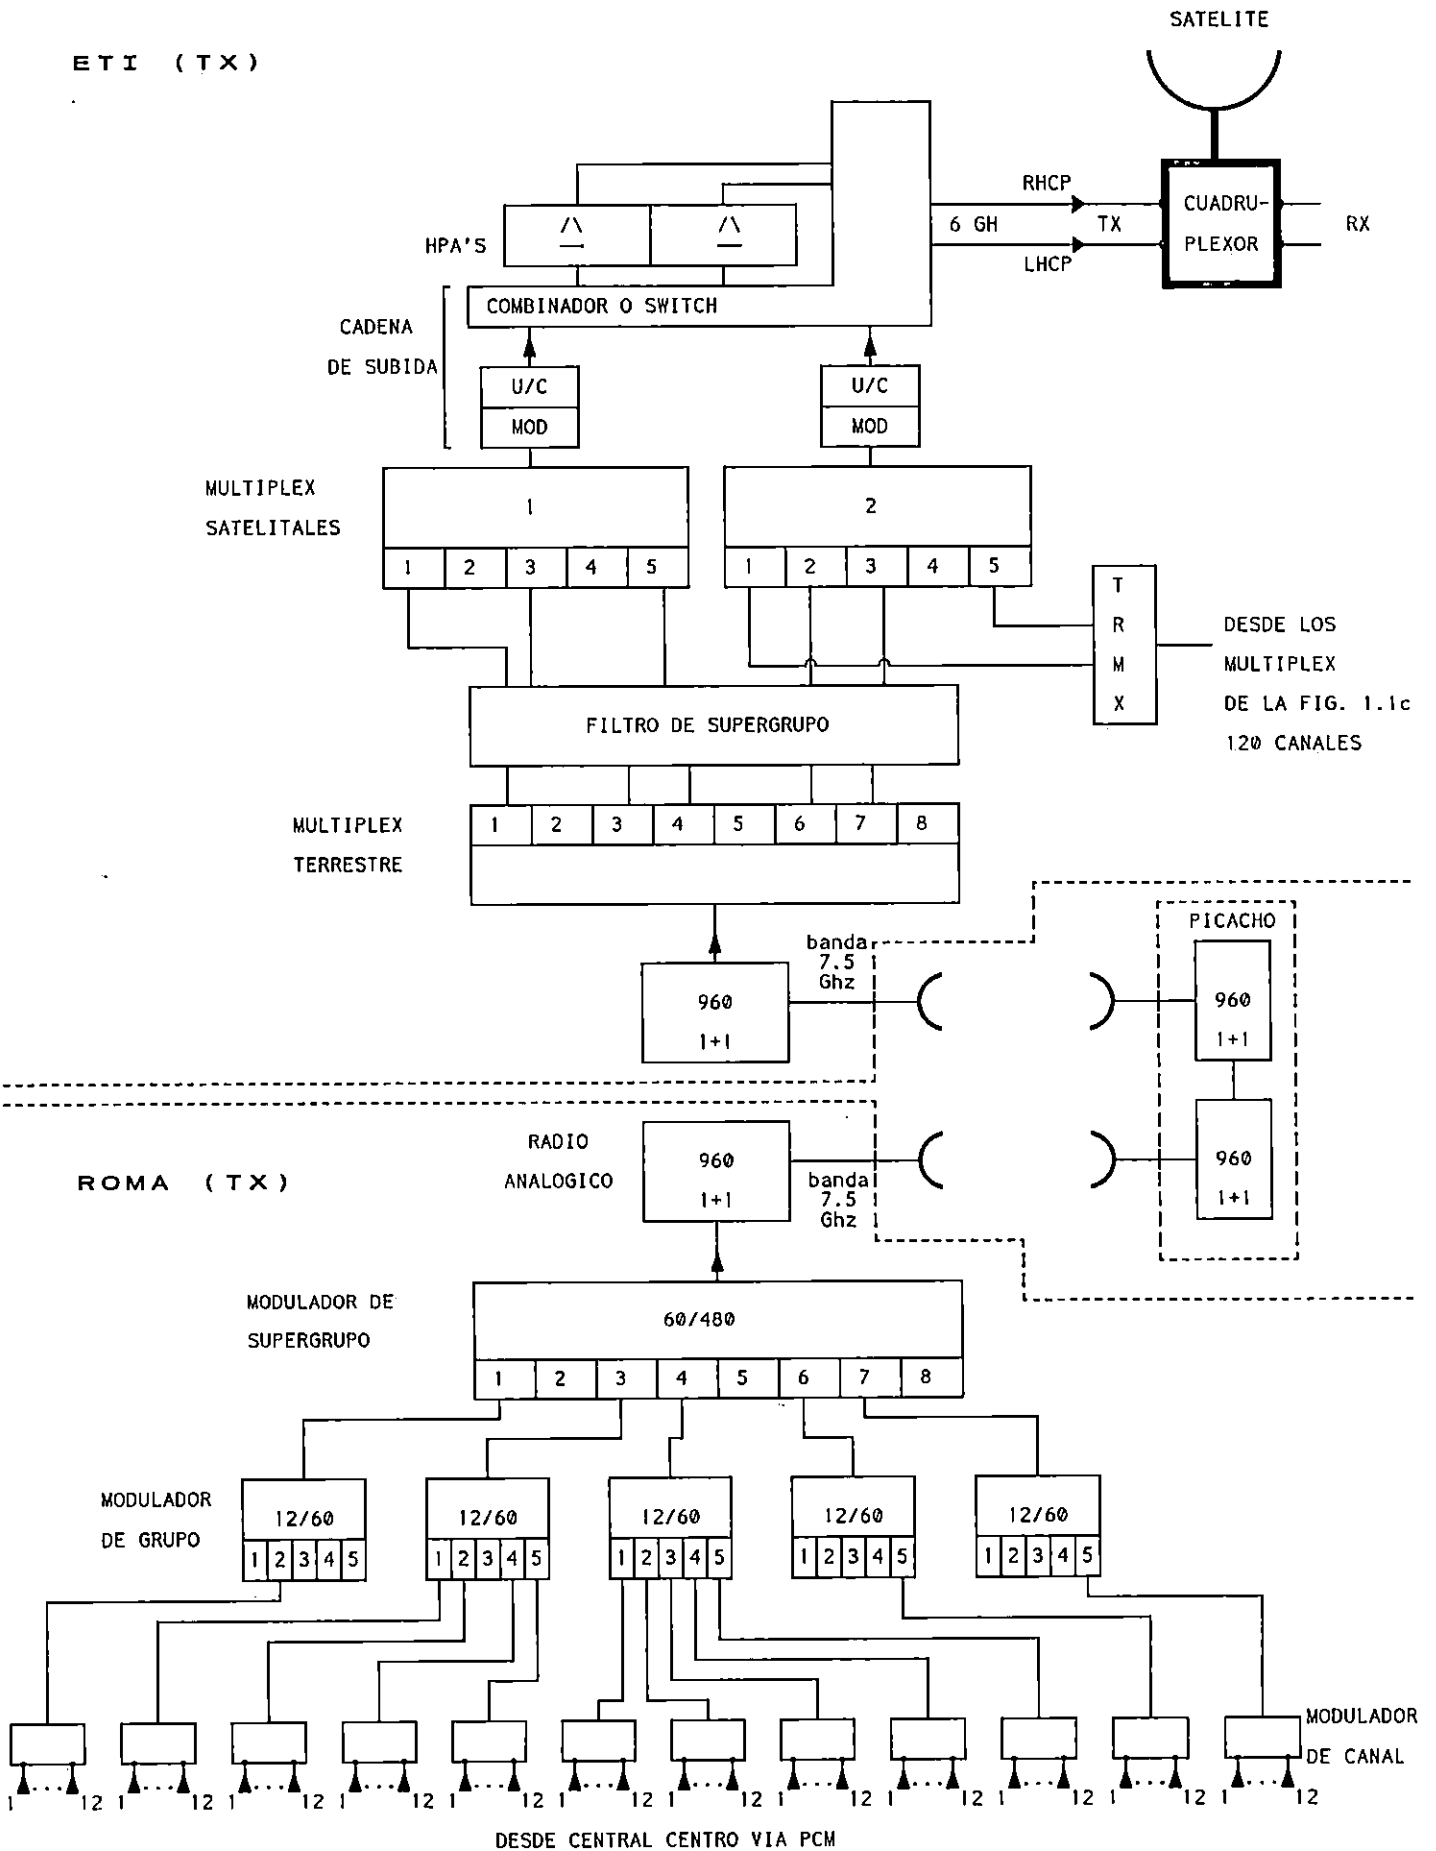 SATELITE
ETI (TX)
RHCP
CUADRU-
HPA'S
6 GH
TX
PLEXOR
RX
LHCP
COMBINADOR O SWITCH
CADENA
DE SUBIDA
U/C
U/C
MOD
MOD
MULTIPLEX
SATELITALES
1
2
1 2 3 4 5
1 2 3 4 5
T
R
M
X
DESDE LOS
MULTIPLEX
DE LA FIG. 1.1c
120 CANALES
FILTRO DE SUPERGRUPO
MULTIPLEX
TERRESTRE
1 2 3 4 5 6 7 8
PICACHO
banda
7.5
Ghz
960
1+1
960
1+1
RADIO
ANALOGICO
960
1+1
banda
7.5
Ghz
960
1+1
ROMA (TX)
MODULADOR DE
SUPERGRUPO
60/480
1 2 3 4 5 6 7 8
MODULADOR
DE GRUPO
12/60
12/60
12/60
12/60
12/60
1 2 3 4 5
1 2 3 4 5
1 2 3 4 5
1 2 3 4 5
1 2 3 4 5
MODULADOR
DE CANAL
1 12
1 12
1 12
1 12
1 12
1 12
1 12
1 12
1 12
1 12
1 12
1 12
DESDE CENTRAL CENTRO VIA PCM